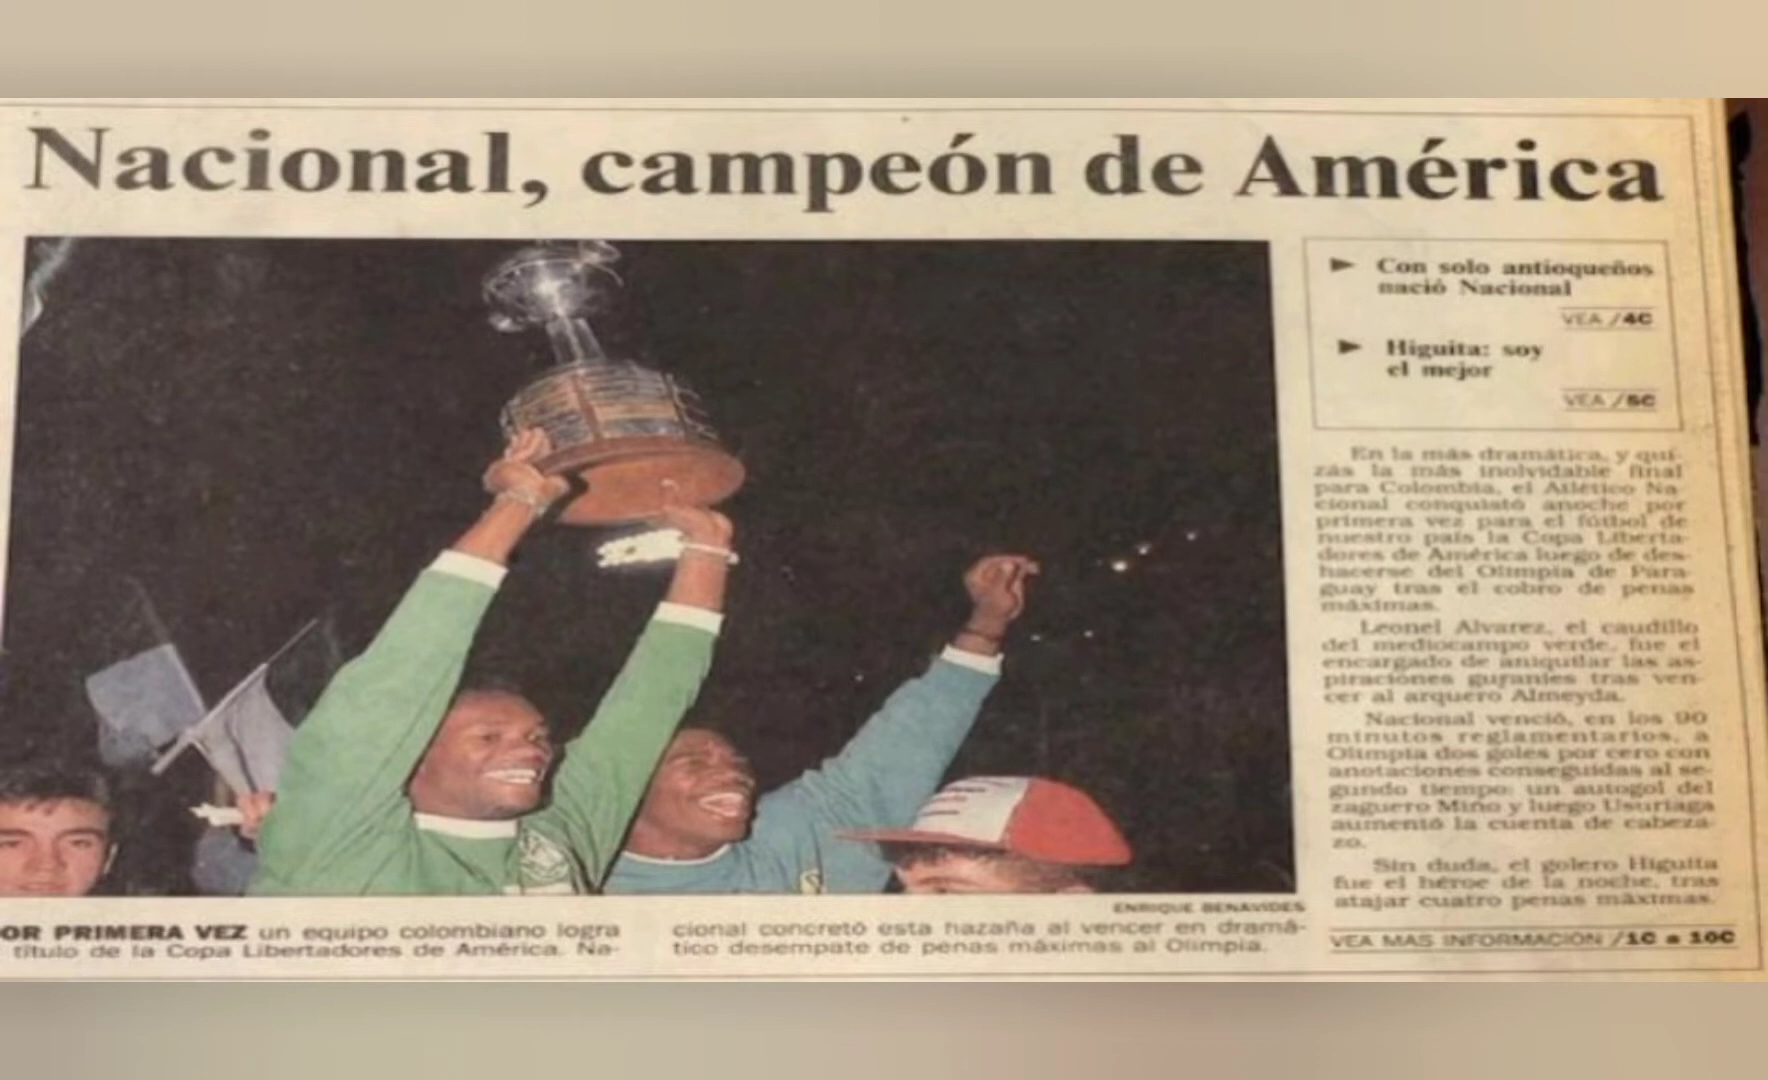 Nacional, campeón de América
► Con solo antioqueños
nació Nacional
VEA /4C
► Higuita: soy
el mejor
VEA /5C
En la más dramática, y qui-
zás la más inolvidable final
para Colombia, el Atlético Na-
cional conquistó anoche por
primera vez para el fútbol de
nuestro país la Copa Liberta-
dores de América luego de des-
hacerse del Olimpia de Para-
guay tras el cobro de penas
máximas.
Leonel Alvarez, el caudillo
del mediocampo verde, fue el
encargado de aniquilar las as-
piraciones guraníes tras ven-
cer al arquero Almeyda.
Nacional venció, en los 90
minutos reglamentarios, a
Olimpia dos goles por cero con
anotaciones conseguidas al se-
gundo tiempo: un autogol del
zaguero Miño y luego Usuriaga
aumentó la cuenta de cabeza-
zo.
Sin duda, el golero Higuita
fue el héroe de la noche, tras
atajar cuatro penas máximas.
VEA MAS INFORMACION /1C a 10C
ENRIQUE BENAVIDES
OR PRIMERA VEZ un equipo colombiano logra
título de la Copa Libertadores de América. Na-
cional concretó esta hazaña al vencer en dramá-
tico desempate de penas máximas al Olimpia.